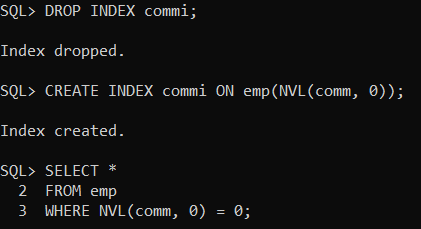 SQL> DROP INDEX commi;
Index dropped.
SQL> CREATE INDEX commi ON emp(NVL(comm, 0));
Index created.
SQL> SELECT *
  2  FROM emp
  3  WHERE NVL(comm, 0) = 0;